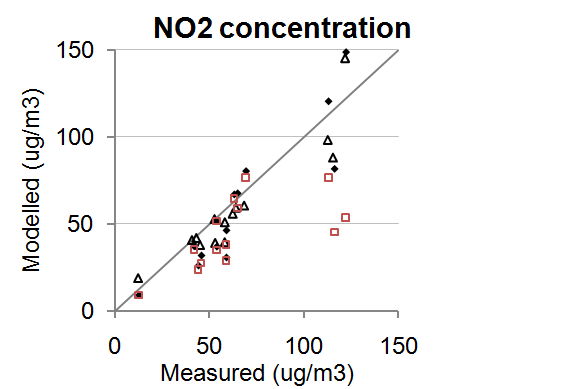 NO2 concentration
150
100
50
0
0 50 100 150
Modelled (ug/m3)
Measured (ug/m3)